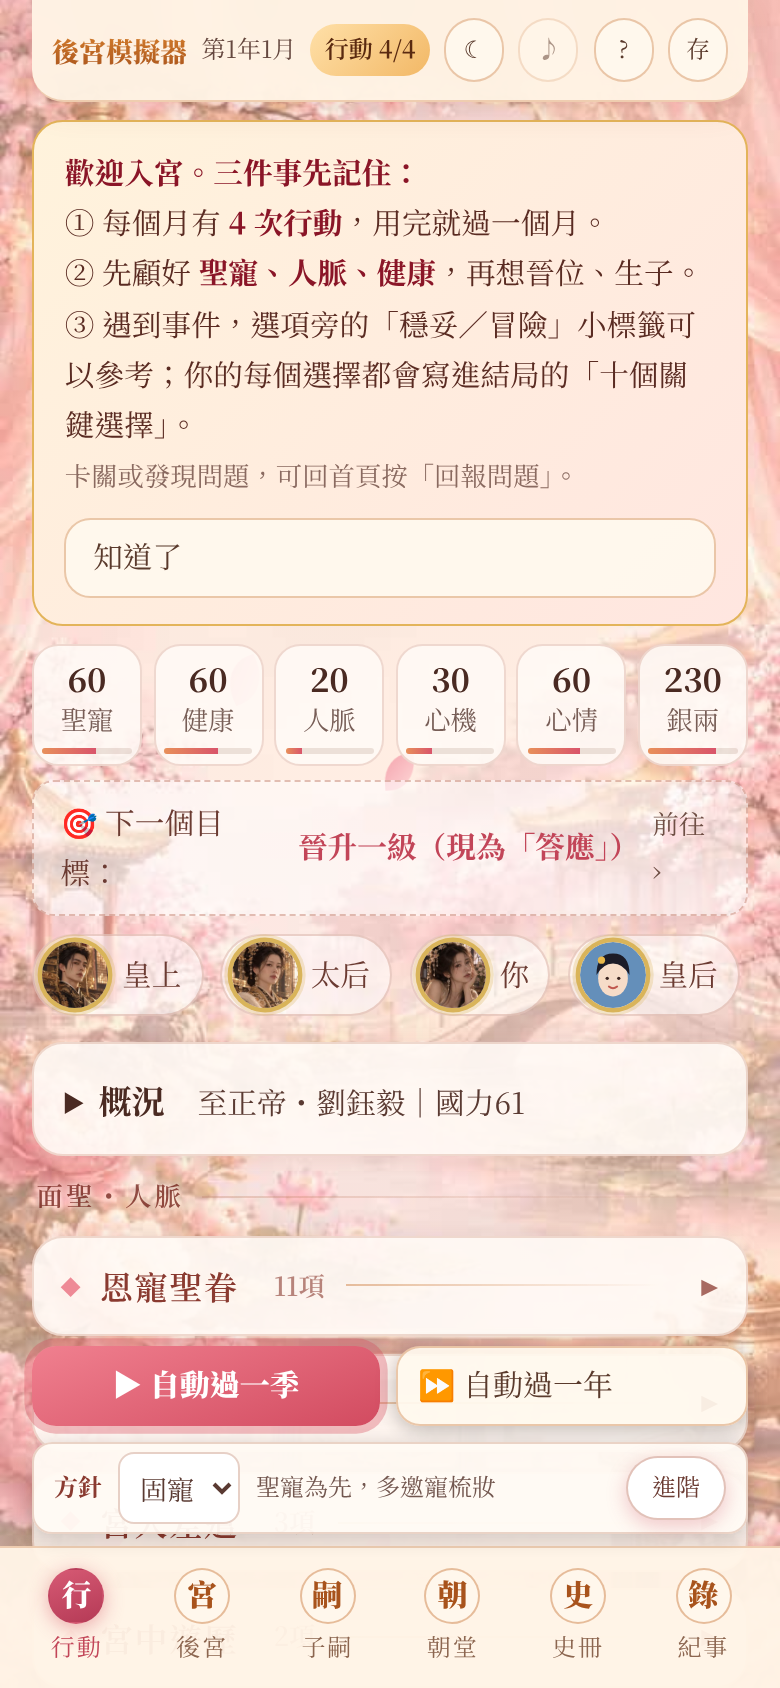 後宮模擬器 第1年1月 行動 4/4 ☾ ♪ ? 存
歡迎入宮。三件事先記住：
① 每個月有 4 次行動，用完就過一個月。
② 先顧好 聖寵、人脈、健康，再想晉位、生子。
③ 遇到事件，選項旁的「穩妥／冒險」小標籤可
以參考；你的每個選擇都會寫進結局的「十個關
鍵選擇」。
卡關或發現問題，可回首頁按「回報問題」。
知道了
60 60 20 30 60 230
聖寵 健康 人脈 心機 心情 銀兩
🎯 下一個目
標：
晉升一級（現為「答應」）
前往
›
皇上 太后 你 皇后
▶ 概況 至正帝・劉鈺毅｜國力61
面聖・人脈
◆ 恩寵聖眷 11項 ▶
▶ 自動過一季 ⏩ 自動過一年
方針 固寵 聖寵為先，多邀寵梳妝 進階
3項
宮中 2項
行 宮 嗣 朝 史 錄
行動 後宮 子嗣 朝堂 史冊 紀事